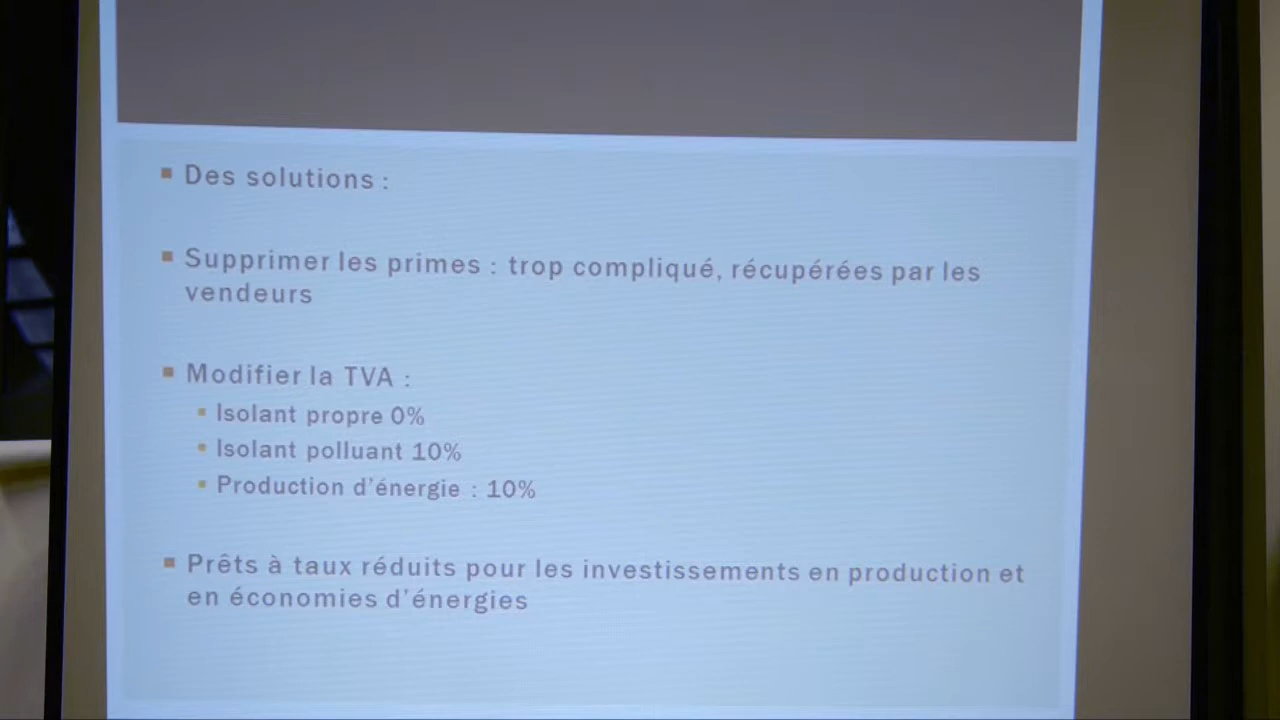 Des solutions :
Supprimer les primes : trop compliqué, récupérées par les
vendeurs
Modifier la TVA :
Isolant propre 0%
Isolant polluant 10%
Production d'énergie : 10%
Prêts à taux réduits pour les investissements en production et
en économies d'énergies